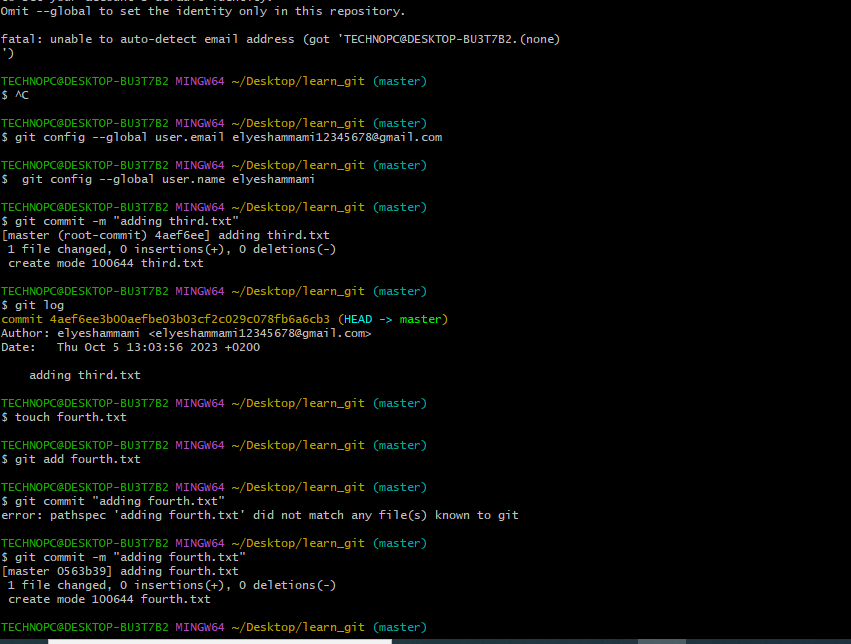 Omit --global to set the identity only in this repository.
fatal: unable to auto-detect email address (got 'TECHNOPC@DESKTOP-BU3T7B2.(none)
')
TECHNOPC@DESKTOP-BU3T7B2 MINGW64 ~/Desktop/learn_git (master)
$ ^C
TECHNOPC@DESKTOP-BU3T7B2 MINGW64 ~/Desktop/learn_git (master)
$ git config --global user.email elyeshammami12345678@gmail.com
TECHNOPC@DESKTOP-BU3T7B2 MINGW64 ~/Desktop/learn_git (master)
$  git config --global user.name elyeshammami
TECHNOPC@DESKTOP-BU3T7B2 MINGW64 ~/Desktop/learn_git (master)
$ git commit -m "adding third.txt"
[master (root-commit) 4aef6ee] adding third.txt
 1 file changed, 0 insertions(+), 0 deletions(-)
 create mode 100644 third.txt
TECHNOPC@DESKTOP-BU3T7B2 MINGW64 ~/Desktop/learn_git (master)
$ git log
commit 4aef6ee3b00aefbe03b03cf2c029c078fb6a6cb3 (HEAD -> master)
Author: elyeshammami <elyeshammami12345678@gmail.com>
Date:   Thu Oct 5 13:03:56 2023 +0200
    adding third.txt
TECHNOPC@DESKTOP-BU3T7B2 MINGW64 ~/Desktop/learn_git (master)
$ touch fourth.txt
TECHNOPC@DESKTOP-BU3T7B2 MINGW64 ~/Desktop/learn_git (master)
$ git add fourth.txt
TECHNOPC@DESKTOP-BU3T7B2 MINGW64 ~/Desktop/learn_git (master)
$ git commit "adding fourth.txt"
error: pathspec 'adding fourth.txt' did not match any file(s) known to git
TECHNOPC@DESKTOP-BU3T7B2 MINGW64 ~/Desktop/learn_git (master)
$ git commit -m "adding fourth.txt"
[master 0563b39] adding fourth.txt
 1 file changed, 0 insertions(+), 0 deletions(-)
 create mode 100644 fourth.txt
TECHNOPC@DESKTOP-BU3T7B2 MINGW64 ~/Desktop/learn_git (master)